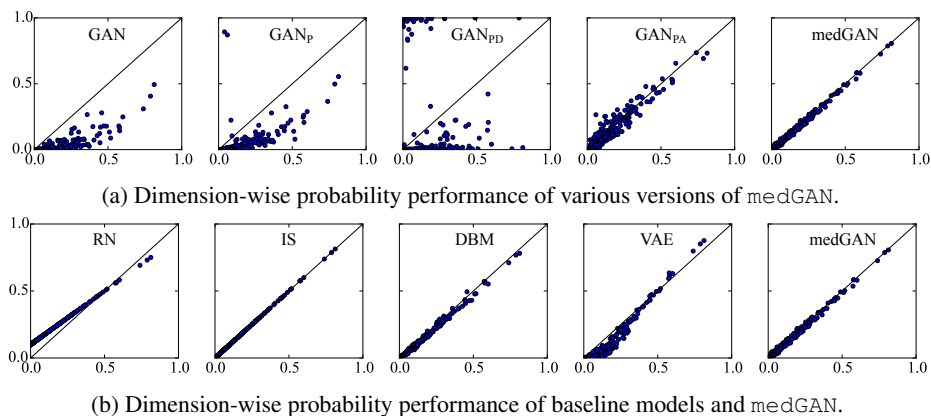 GAN GAN_P GAN_PD GAN_PA medGAN
1.0
0.5
0.0
0.0 0.5 1.0 0.0 0.5 1.0 0.0 0.5 1.0 0.0 0.5 1.0 0.0 0.5 1.0
(a) Dimension-wise probability performance of various versions of medGAN.
RN IS DBM VAE medGAN
1.0
0.5
0.0
0.0 0.5 1.0 0.0 0.5 1.0 0.0 0.5 1.0 0.0 0.5 1.0 0.0 0.5 1.0
(b) Dimension-wise probability performance of baseline models and medGAN.